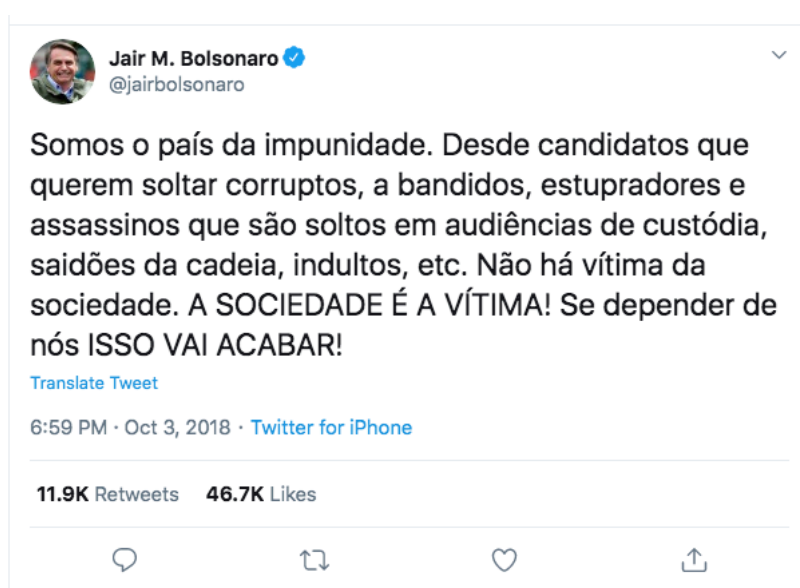 Jair M. Bolsonaro
@jairbolsonaro
Somos o país da impunidade. Desde candidatos que
querem soltar corruptos, a bandidos, estupradores e
assassinos que são soltos em audiências de custódia,
saidões da cadeia, indultos, etc. Não há vítima da
sociedade. A SOCIEDADE É A VÍTIMA! Se depender de
nós ISSO VAI ACABAR!
Translate Tweet
6:59 PM · Oct 3, 2018 · Twitter for iPhone
11.9K Retweets 46.7K Likes